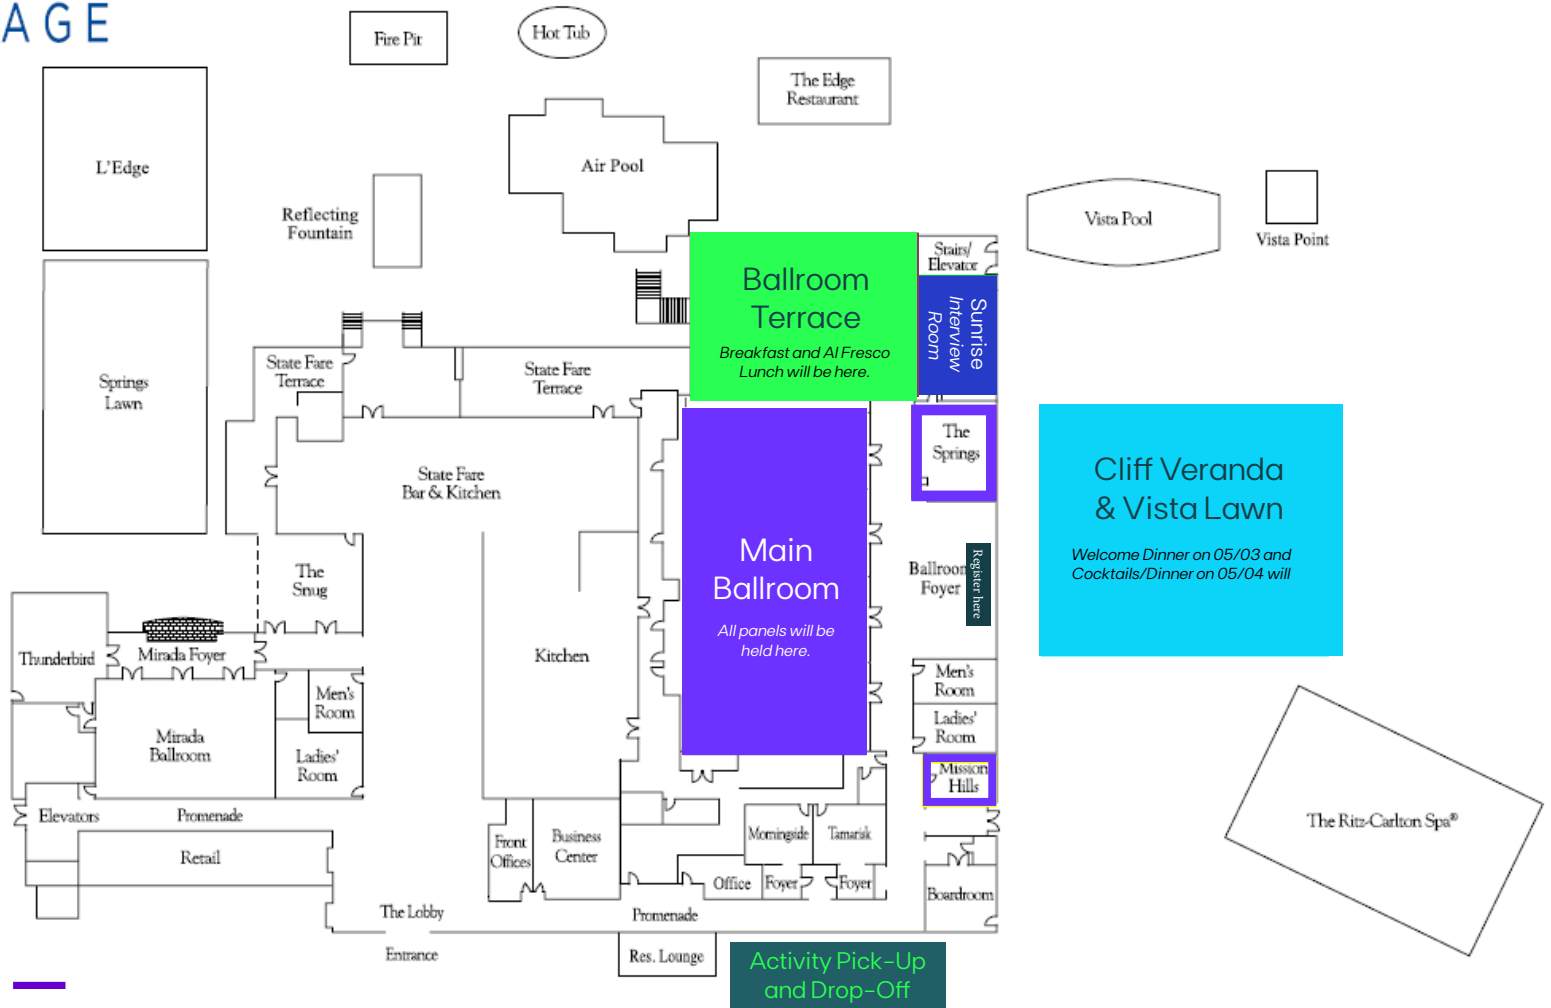 AGE
Fire Pit
Hot Tub
The Edge
Restaurant
L'Edge
Air Pool
Reflecting
Fountain
Vista Pool
Vista Point
Stairs/
Elevator
Ballroom
Terrace
Breakfast and Al Fresco
Lunch will be here.
Sunrise
Interview
Room
State Fare
Terrace
State Fare
Terrace
Springs
Lawn
The
Springs
State Fare
Bar & Kitchen
Cliff Veranda
& Vista Lawn
Welcome Dinner on 05/03 and
Cocktails/Dinner on 05/04 will
Main
Ballroom
All panels will be
held here.
Ballroom
Foyer
Register here
The
Snug
Thunderbird
Mirada Foyer
Kitchen
Men's
Room
Ladies'
Room
Mission
Hills
Men's
Room
Ladies'
Room
Mirada
Ballroom
Elevators
Promenade
Retail
Front
Offices
Business
Center
Morningside
Tamarisk
Office
Foyer
Foyer
Boardroom
The Ritz-Carlton Spa®
The Lobby
Promenade
Entrance
Res. Lounge
Activity Pick-Up
and Drop-Off